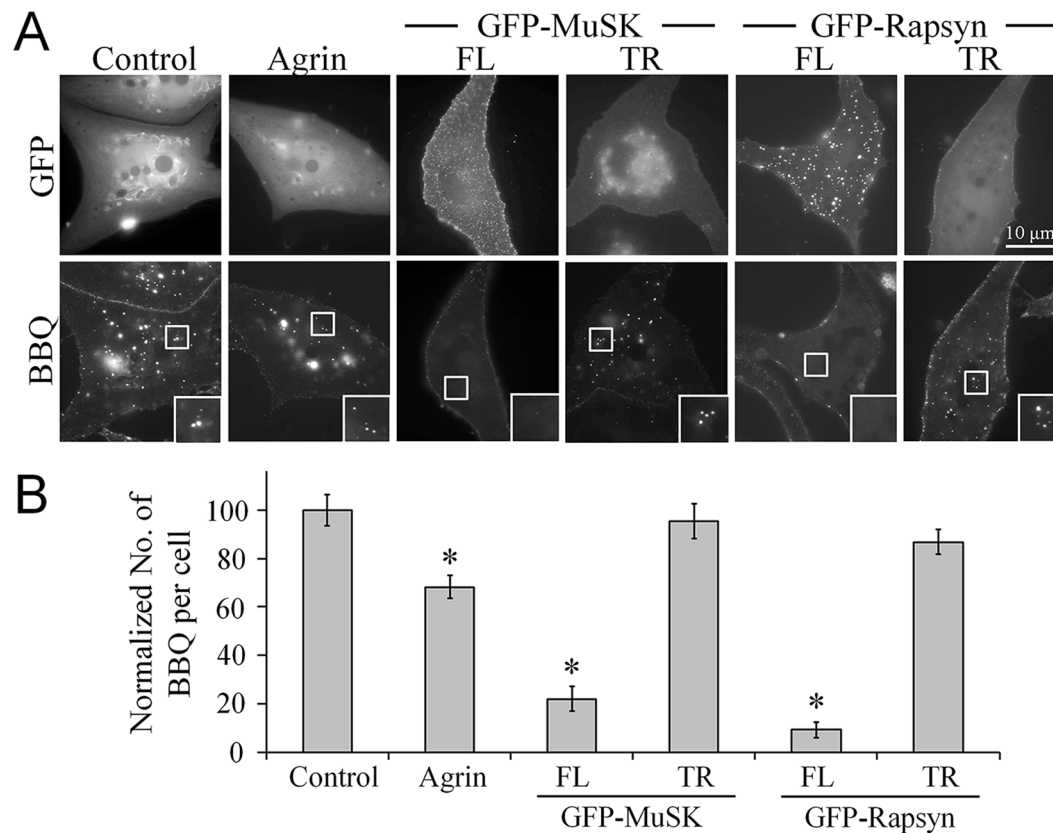 A
GFP-MuSK GFP-Rapsyn
Control Agrin FL TR FL TR
GFP
10 µm
BBQ
B
Normalized No. of
BBQ per cell
100
80
60
40
20
0
* * *
Control Agrin FL TR FL TR
GFP-MuSK GFP-Rapsyn